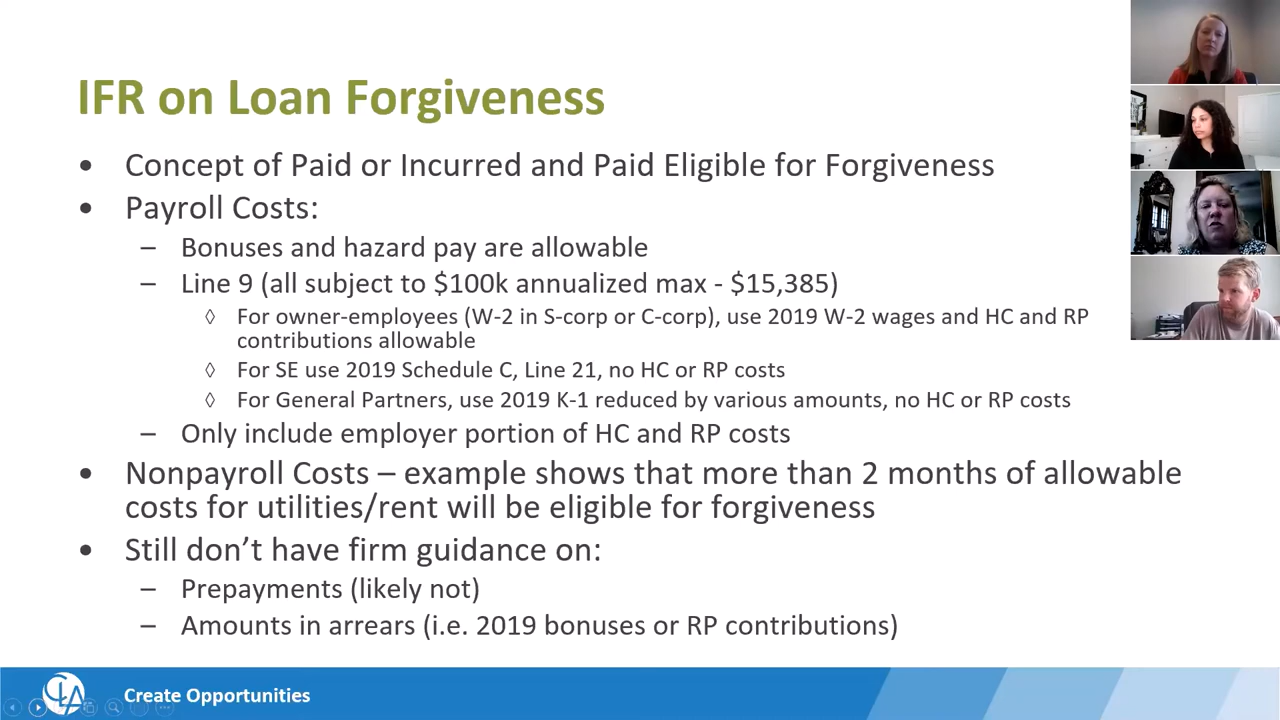 IFR on Loan Forgiveness
• Concept of Paid or Incurred and Paid Eligible for Forgiveness
• Payroll Costs:
– Bonuses and hazard pay are allowable
– Line 9 (all subject to $100k annualized max - $15,385)
◊ For owner-employees (W-2 in S-corp or C-corp), use 2019 W-2 wages and HC and RP
contributions allowable
◊ For SE use 2019 Schedule C, Line 21, no HC or RP costs
◊ For General Partners, use 2019 K-1 reduced by various amounts, no HC or RP costs
– Only include employer portion of HC and RP costs
• Nonpayroll Costs – example shows that more than 2 months of allowable
costs for utilities/rent will be eligible for forgiveness
• Still don’t have firm guidance on:
– Prepayments (likely not)
– Amounts in arrears (i.e. 2019 bonuses or RP contributions)
CLA
Create Opportunities